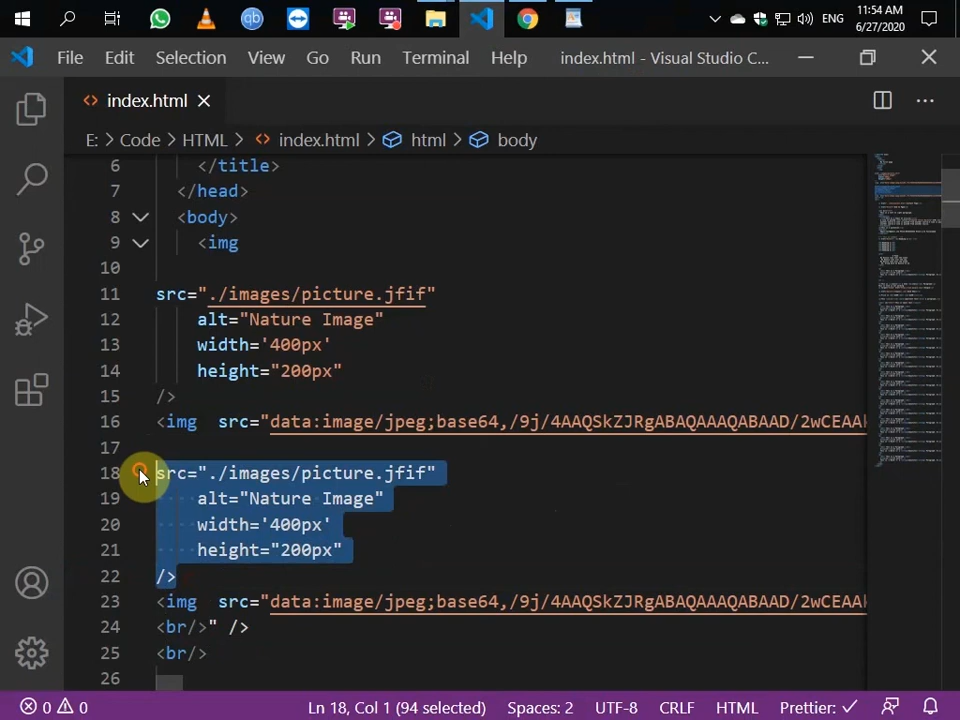 11:54 AM
ENG
6/27/2020
File Edit Selection View Go Run Terminal Help index.html - Visual Studio C...
index.html
E: > Code > HTML > index.html > html > body
6 </title>
7 </head>
8 <body>
9 <img
10
11 src="./images/picture.jfif"
12 alt="Nature Image"
13 width='400px'
14 height="200px"
15 />
16 <img src="data:image/jpeg;base64,/9j/4AAQSkZJRgABAQAAAQABAAD/2wCEAAk
17
18 src="./images/picture.jfif"
19 alt="Nature Image"
20 width='400px'
21 height="200px"
22 />
23 <img src="data:image/jpeg;base64,/9j/4AAQSkZJRgABAQAAAQABAAD/2wCEAAk
24 <br/>" />
25 <br/>
26
0 0 Ln 18, Col 1 (94 selected) Spaces: 2 UTF-8 CRLF HTML Prettier: ✓